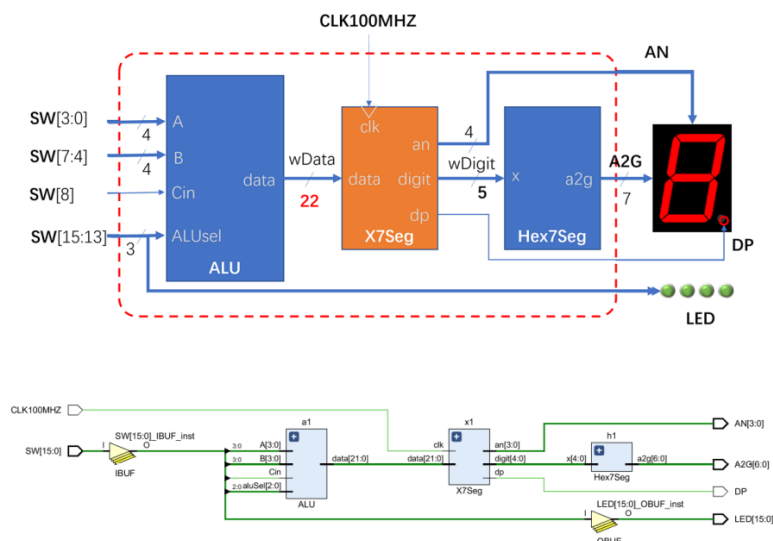 CLK100MHZ
AN
SW[3:0]
4
A
SW[7:4]
4
B
SW[8]
Cin
SW[15:13]
3
ALUsel
data
ALU
wData
22
clk
data
an
digit
dp
X7Seg
4
wDigit
5
x
a2g
Hex7Seg
A2G
7
DP
LED
CLK100MHZ
SW[15:0]
SW[15:0]_IBUF_inst
I
O
IBUF
3:0
3:0
2:0
a1
A[3:0]
B[3:0]
Cin
aluSel[2:0]
data[21:0]
ALU
x1
clk
data[21:0]
an[3:0]
digit[4:0]
dp
X7Seg
h1
x[4:0]
a2g[6:0]
Hex7Seg
AN[3:0]
A2G[6:0]
DP
LED[15:0]_OBUF_inst
I
O
LED[15:0]
OBUF